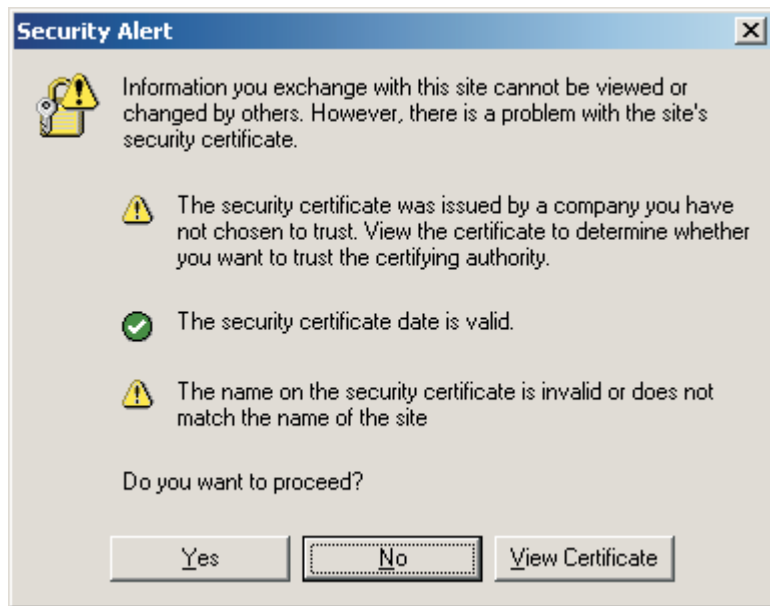 Security Alert
Information you exchange with this site cannot be viewed or
changed by others. However, there is a problem with the site's
security certificate.
The security certificate was issued by a company you have
not chosen to trust. View the certificate to determine whether
you want to trust the certifying authority.
The security certificate date is valid.
The name on the security certificate is invalid or does not
match the name of the site
Do you want to proceed?
Yes No View Certificate